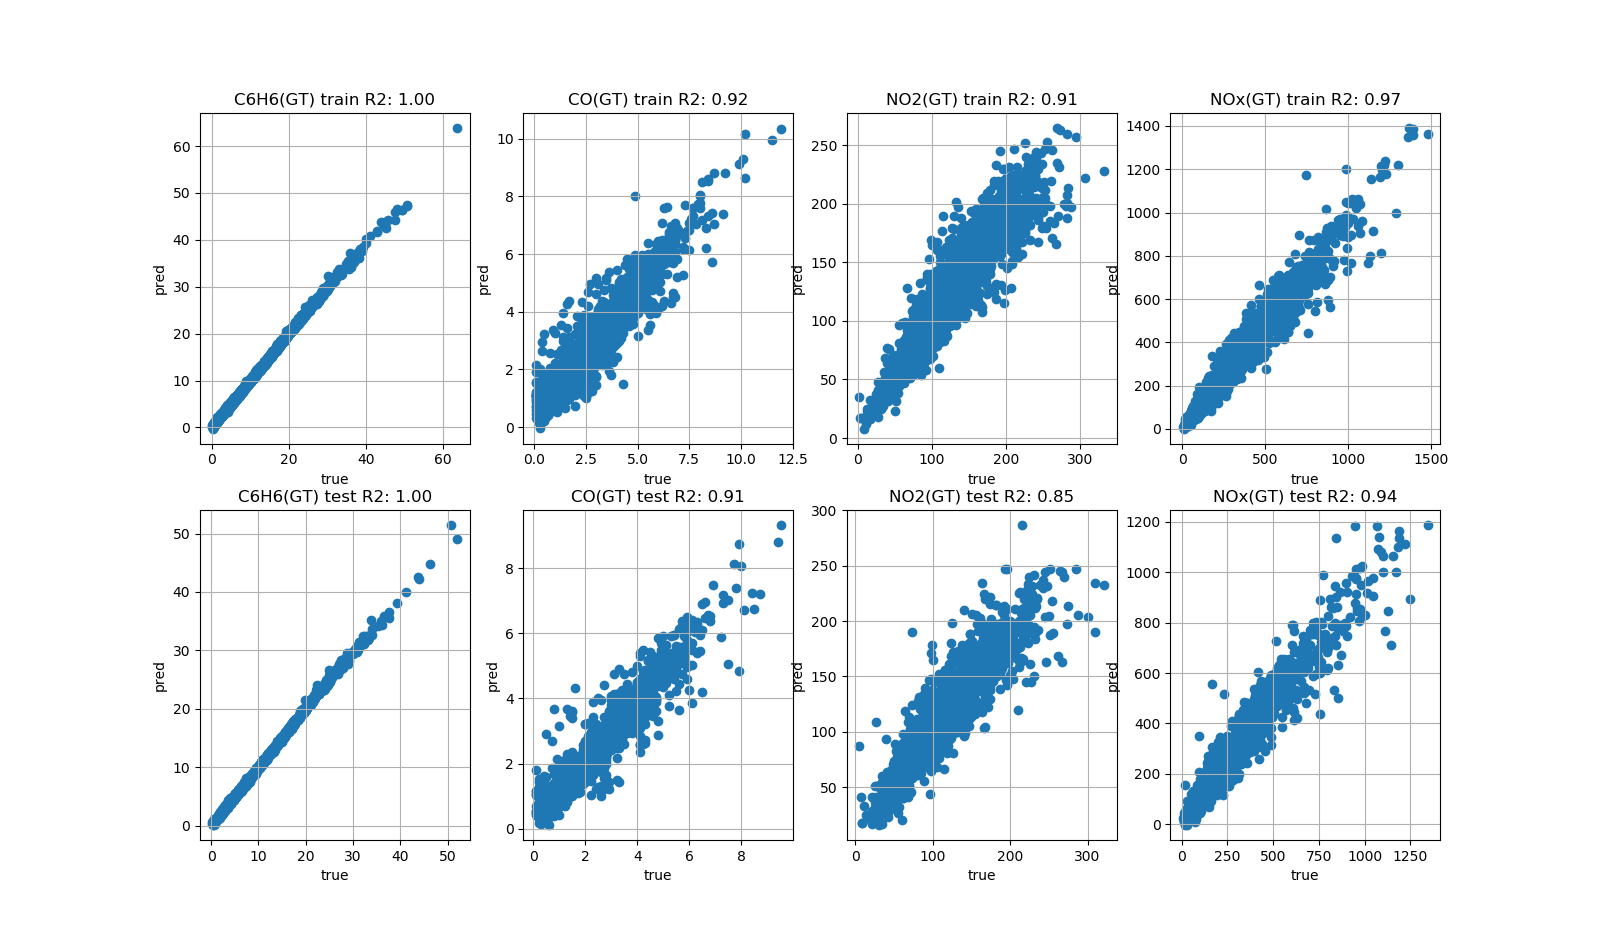 C6H6(GT) train R2: 1.00
60
50
40
30
20
10
0
pred
0 20 40 60
true
CO(GT) train R2: 0.92
10
8
6
4
2
0
pred
0.0 2.5 5.0 7.5 10.0 12.5
true
NO2(GT) train R2: 0.91
250
200
150
100
50
0
pred
0 100 200 300
true
NOx(GT) train R2: 0.97
1400
1200
1000
800
600
400
200
0
pred
0 500 1000 1500
true
C6H6(GT) test R2: 1.00
50
40
30
20
10
0
pred
0 10 20 30 40 50
true
CO(GT) test R2: 0.91
8
6
4
2
0
pred
0 2 4 6 8
true
NO2(GT) test R2: 0.85
300
250
200
150
100
50
pred
0 100 200 300
true
NOx(GT) test R2: 0.94
1200
1000
800
600
400
200
0
pred
0 250 500 750 1000 1250
true